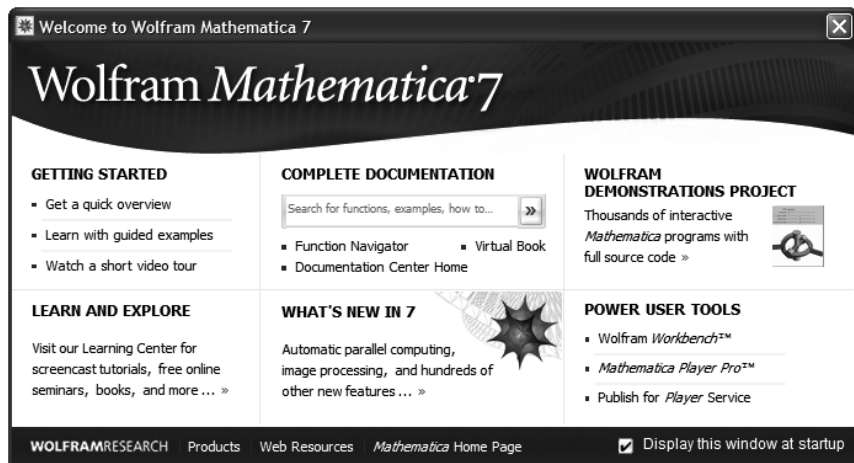 Welcome to Wolfram Mathematica 7
Wolfram Mathematica 7
GETTING STARTED
Get a quick overview
Learn with guided examples
Watch a short video tour
COMPLETE DOCUMENTATION
Search for functions, examples, how to...
»
Function Navigator
Virtual Book
Documentation Center Home
WOLFRAM
DEMONSTRATIONS PROJECT
Thousands of interactive
Mathematica programs with
full source code »
LEARN AND EXPLORE
Visit our Learning Center for
screencast tutorials, free online
seminars, books, and more ... »
WHAT'S NEW IN 7
Automatic parallel computing,
image processing, and hundreds of
other new features ... »
POWER USER TOOLS
Wolfram Workbench™
Mathematica Player Pro™
Publish for Player Service
WOLFRAMRESEARCH
Products
Web Resources
Mathematica Home Page
Display this window at startup